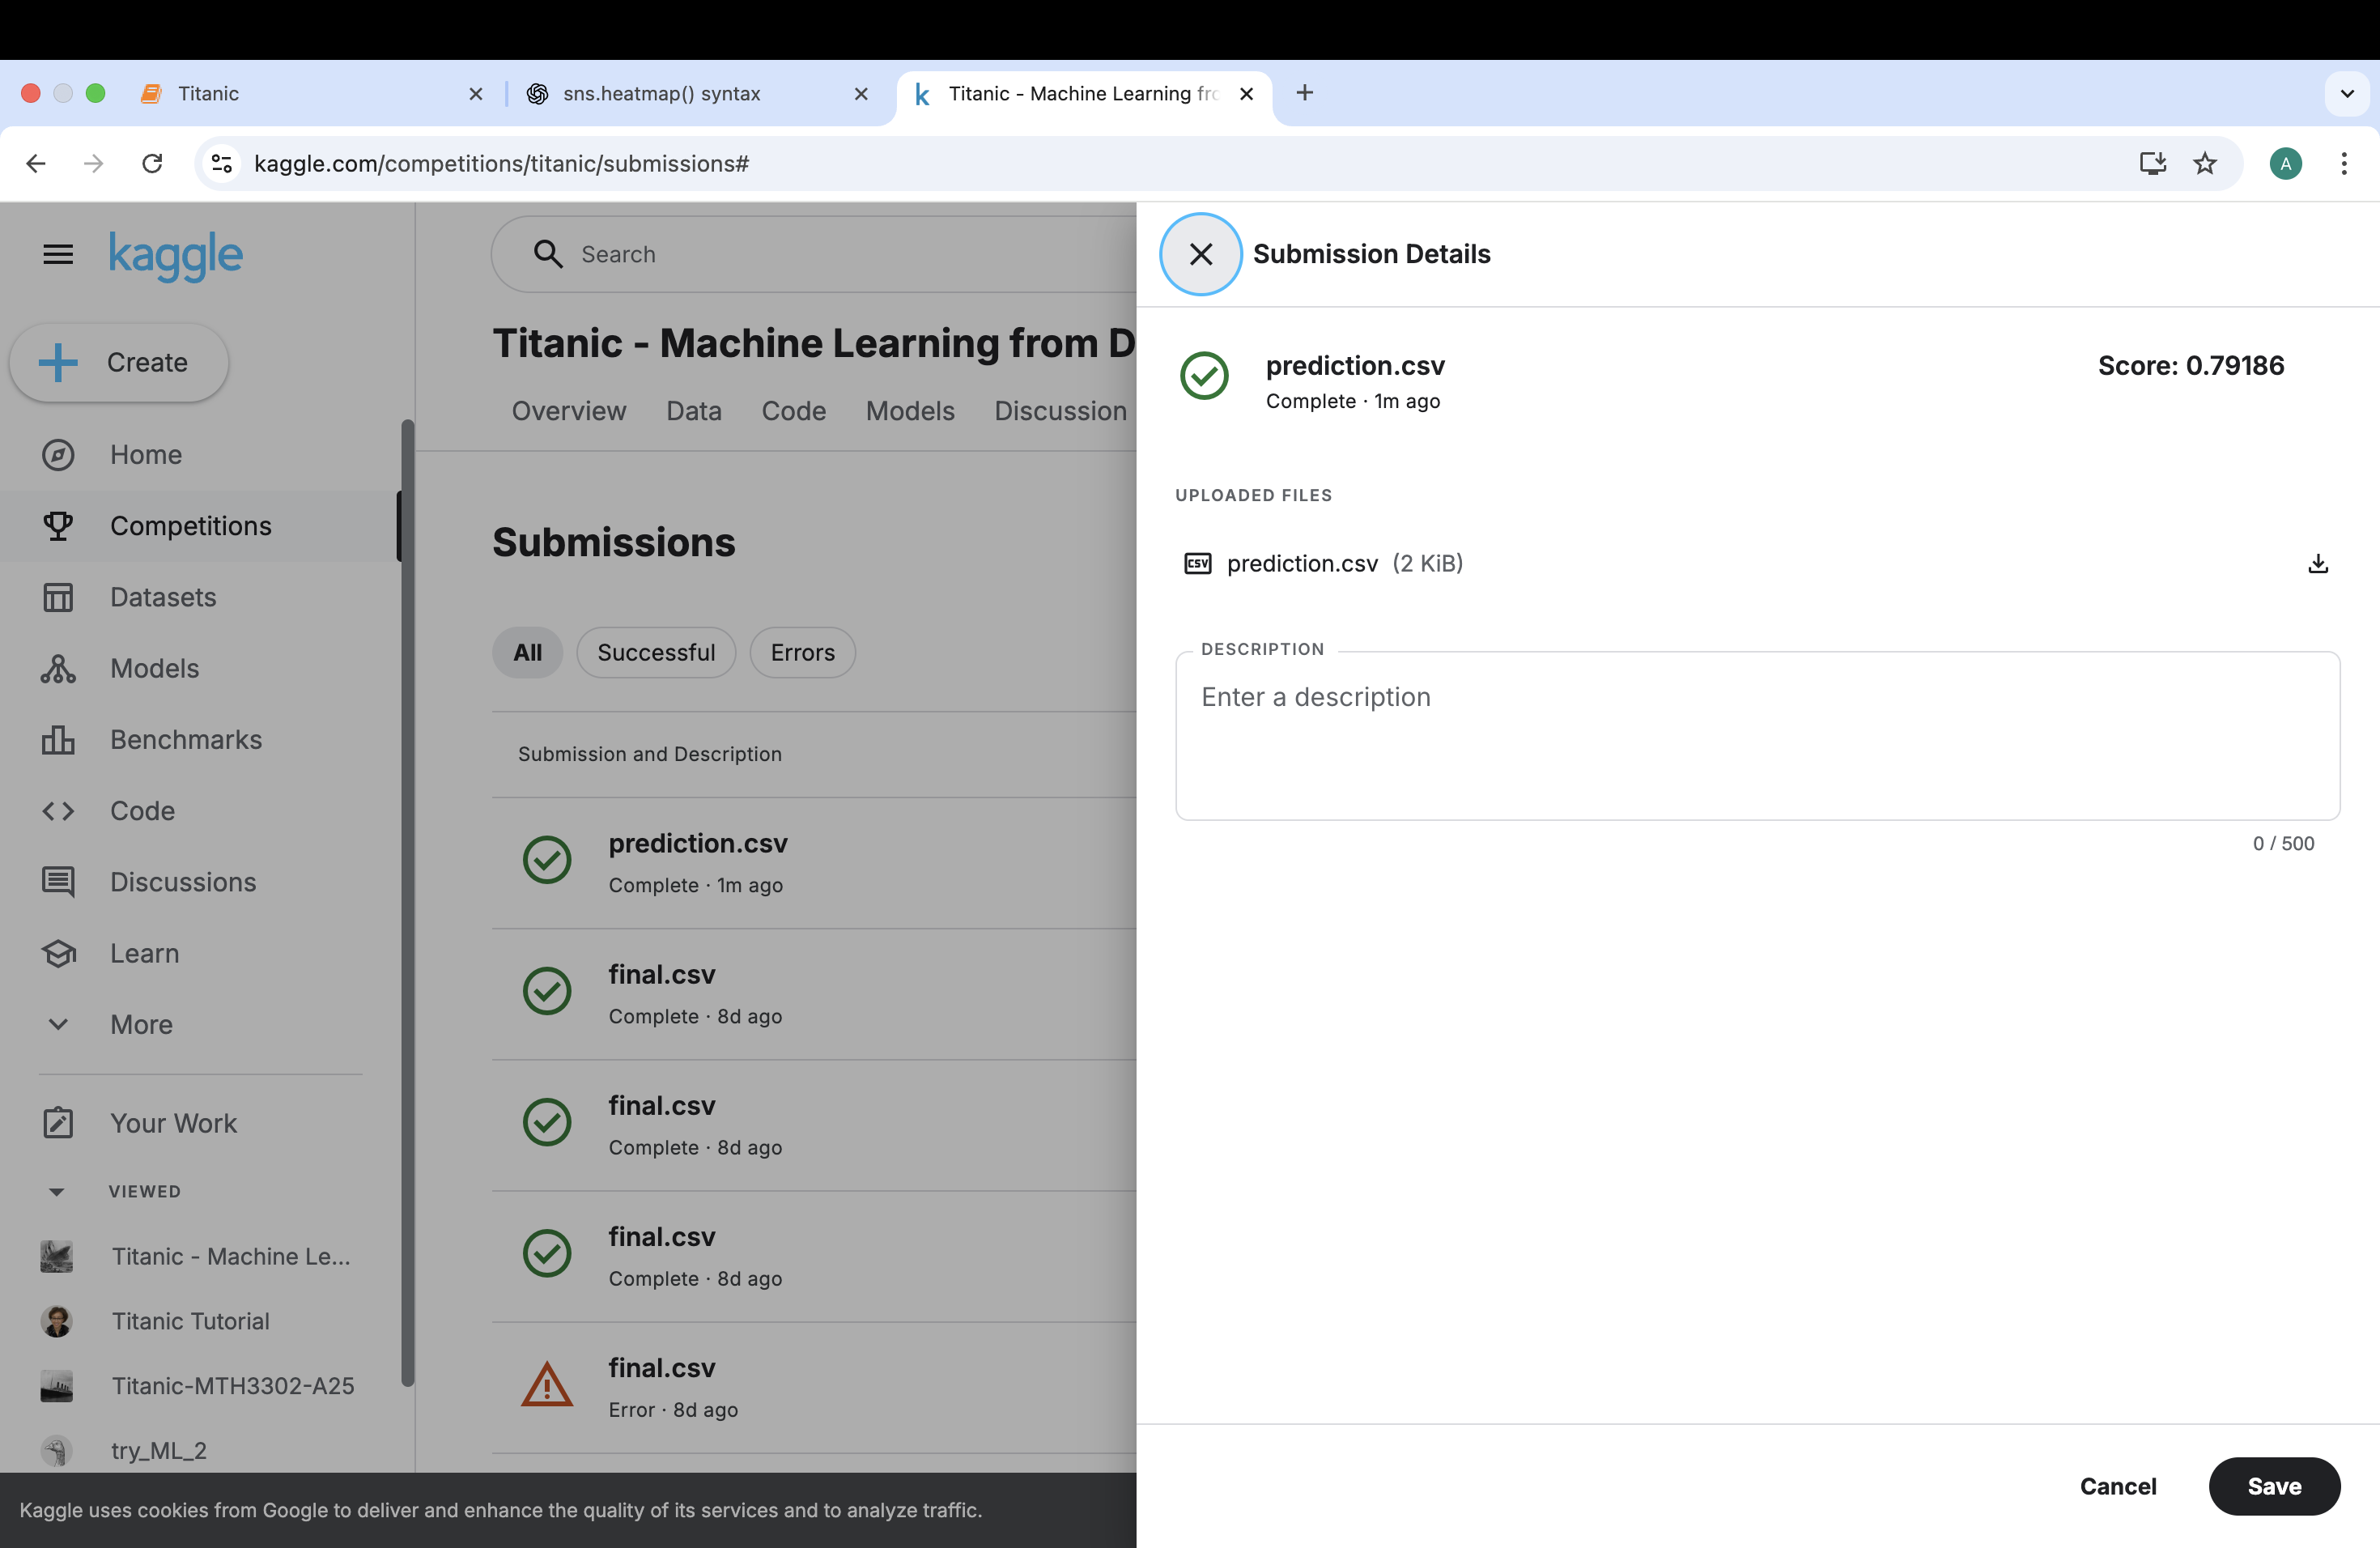 Titanic
sns.heatmap() syntax
Titanic - Machine Learning fro
kaggle.com/competitions/titanic/submissions#
A
kaggle
Create
Home
Competitions
Datasets
Models
Benchmarks
Code
Discussions
Learn
More
Your Work
VIEWED
Titanic - Machine Le...
Titanic Tutorial
Titanic-MTH3302-A25
try_ML_2
Search
Titanic - Machine Learning from D
Overview Data Code Models Discussion
Submissions
All Successful Errors
Submission and Description
prediction.csv
Complete · 1m ago
final.csv
Complete · 8d ago
final.csv
Complete · 8d ago
final.csv
Complete · 8d ago
final.csv
Error · 8d ago
Kaggle uses cookies from Google to deliver and enhance the quality of its services and to analyze traffic.
Submission Details
prediction.csv
Score: 0.79186
Complete · 1m ago
UPLOADED FILES
CSV
prediction.csv (2 KiB)
DESCRIPTION
Enter a description
0 / 500
Cancel
Save